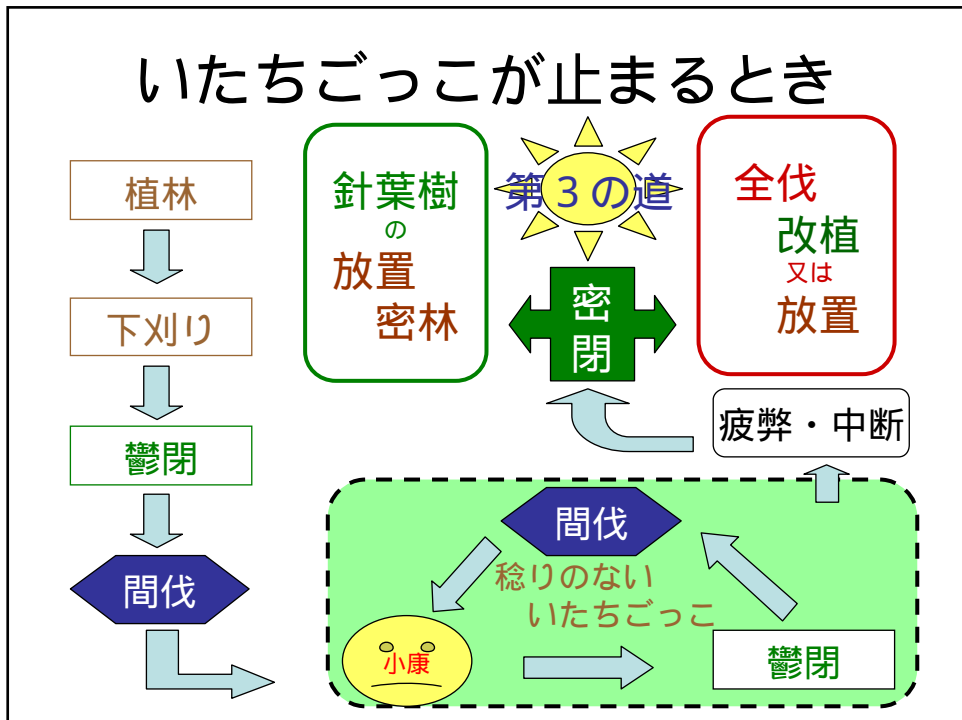 いたちごっこが止まるとき
植林
下刈り
鬱閉
間伐
針葉樹
の
放置
密林
第３の道
密
閉
全伐
改植
又は
放置
疲弊・中断
間伐
稔りのない
いたちごっこ
小康
鬱閉